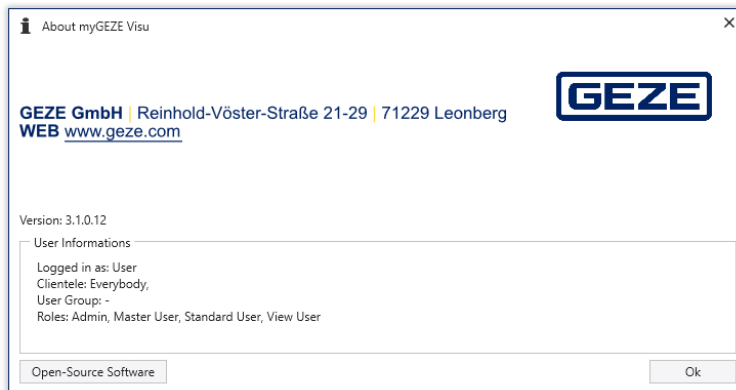 About myGEZE Visu
GEZE
GEZE GmbH | Reinhold-Vöster-Straße 21-29 | 71229 Leonberg
WEB www.geze.com
Version: 3.1.0.12
User Informations
Logged in as: User
Clientele: Everybody,
User Group: -
Roles: Admin, Master User, Standard User, View User
Open-Source Software
Ok